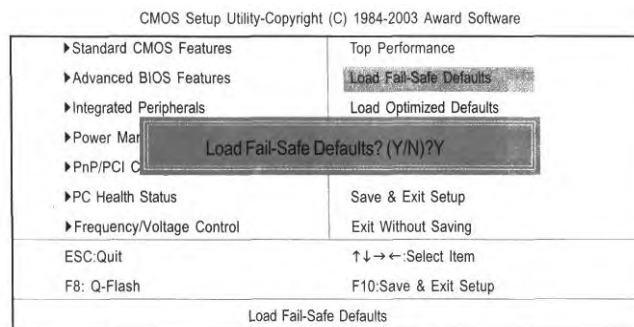 CMOS Setup Utility-Copyright (C) 1984-2003 Award Software
▶Standard CMOS Features
▶Advanced BIOS Features
▶Integrated Peripherals
▶Power Mar
▶PnP/PCI C
▶PC Health Status
▶Frequency/Voltage Control
Top Performance
Load Fail-Safe Defaults
Load Optimized Defaults
Load Fail-Safe Defaults? (Y/N)?Y
Save & Exit Setup
Exit Without Saving
ESC:Quit
↑↓→←:Select Item
F8: Q-Flash
F10:Save & Exit Setup
Load Fail-Safe Defaults